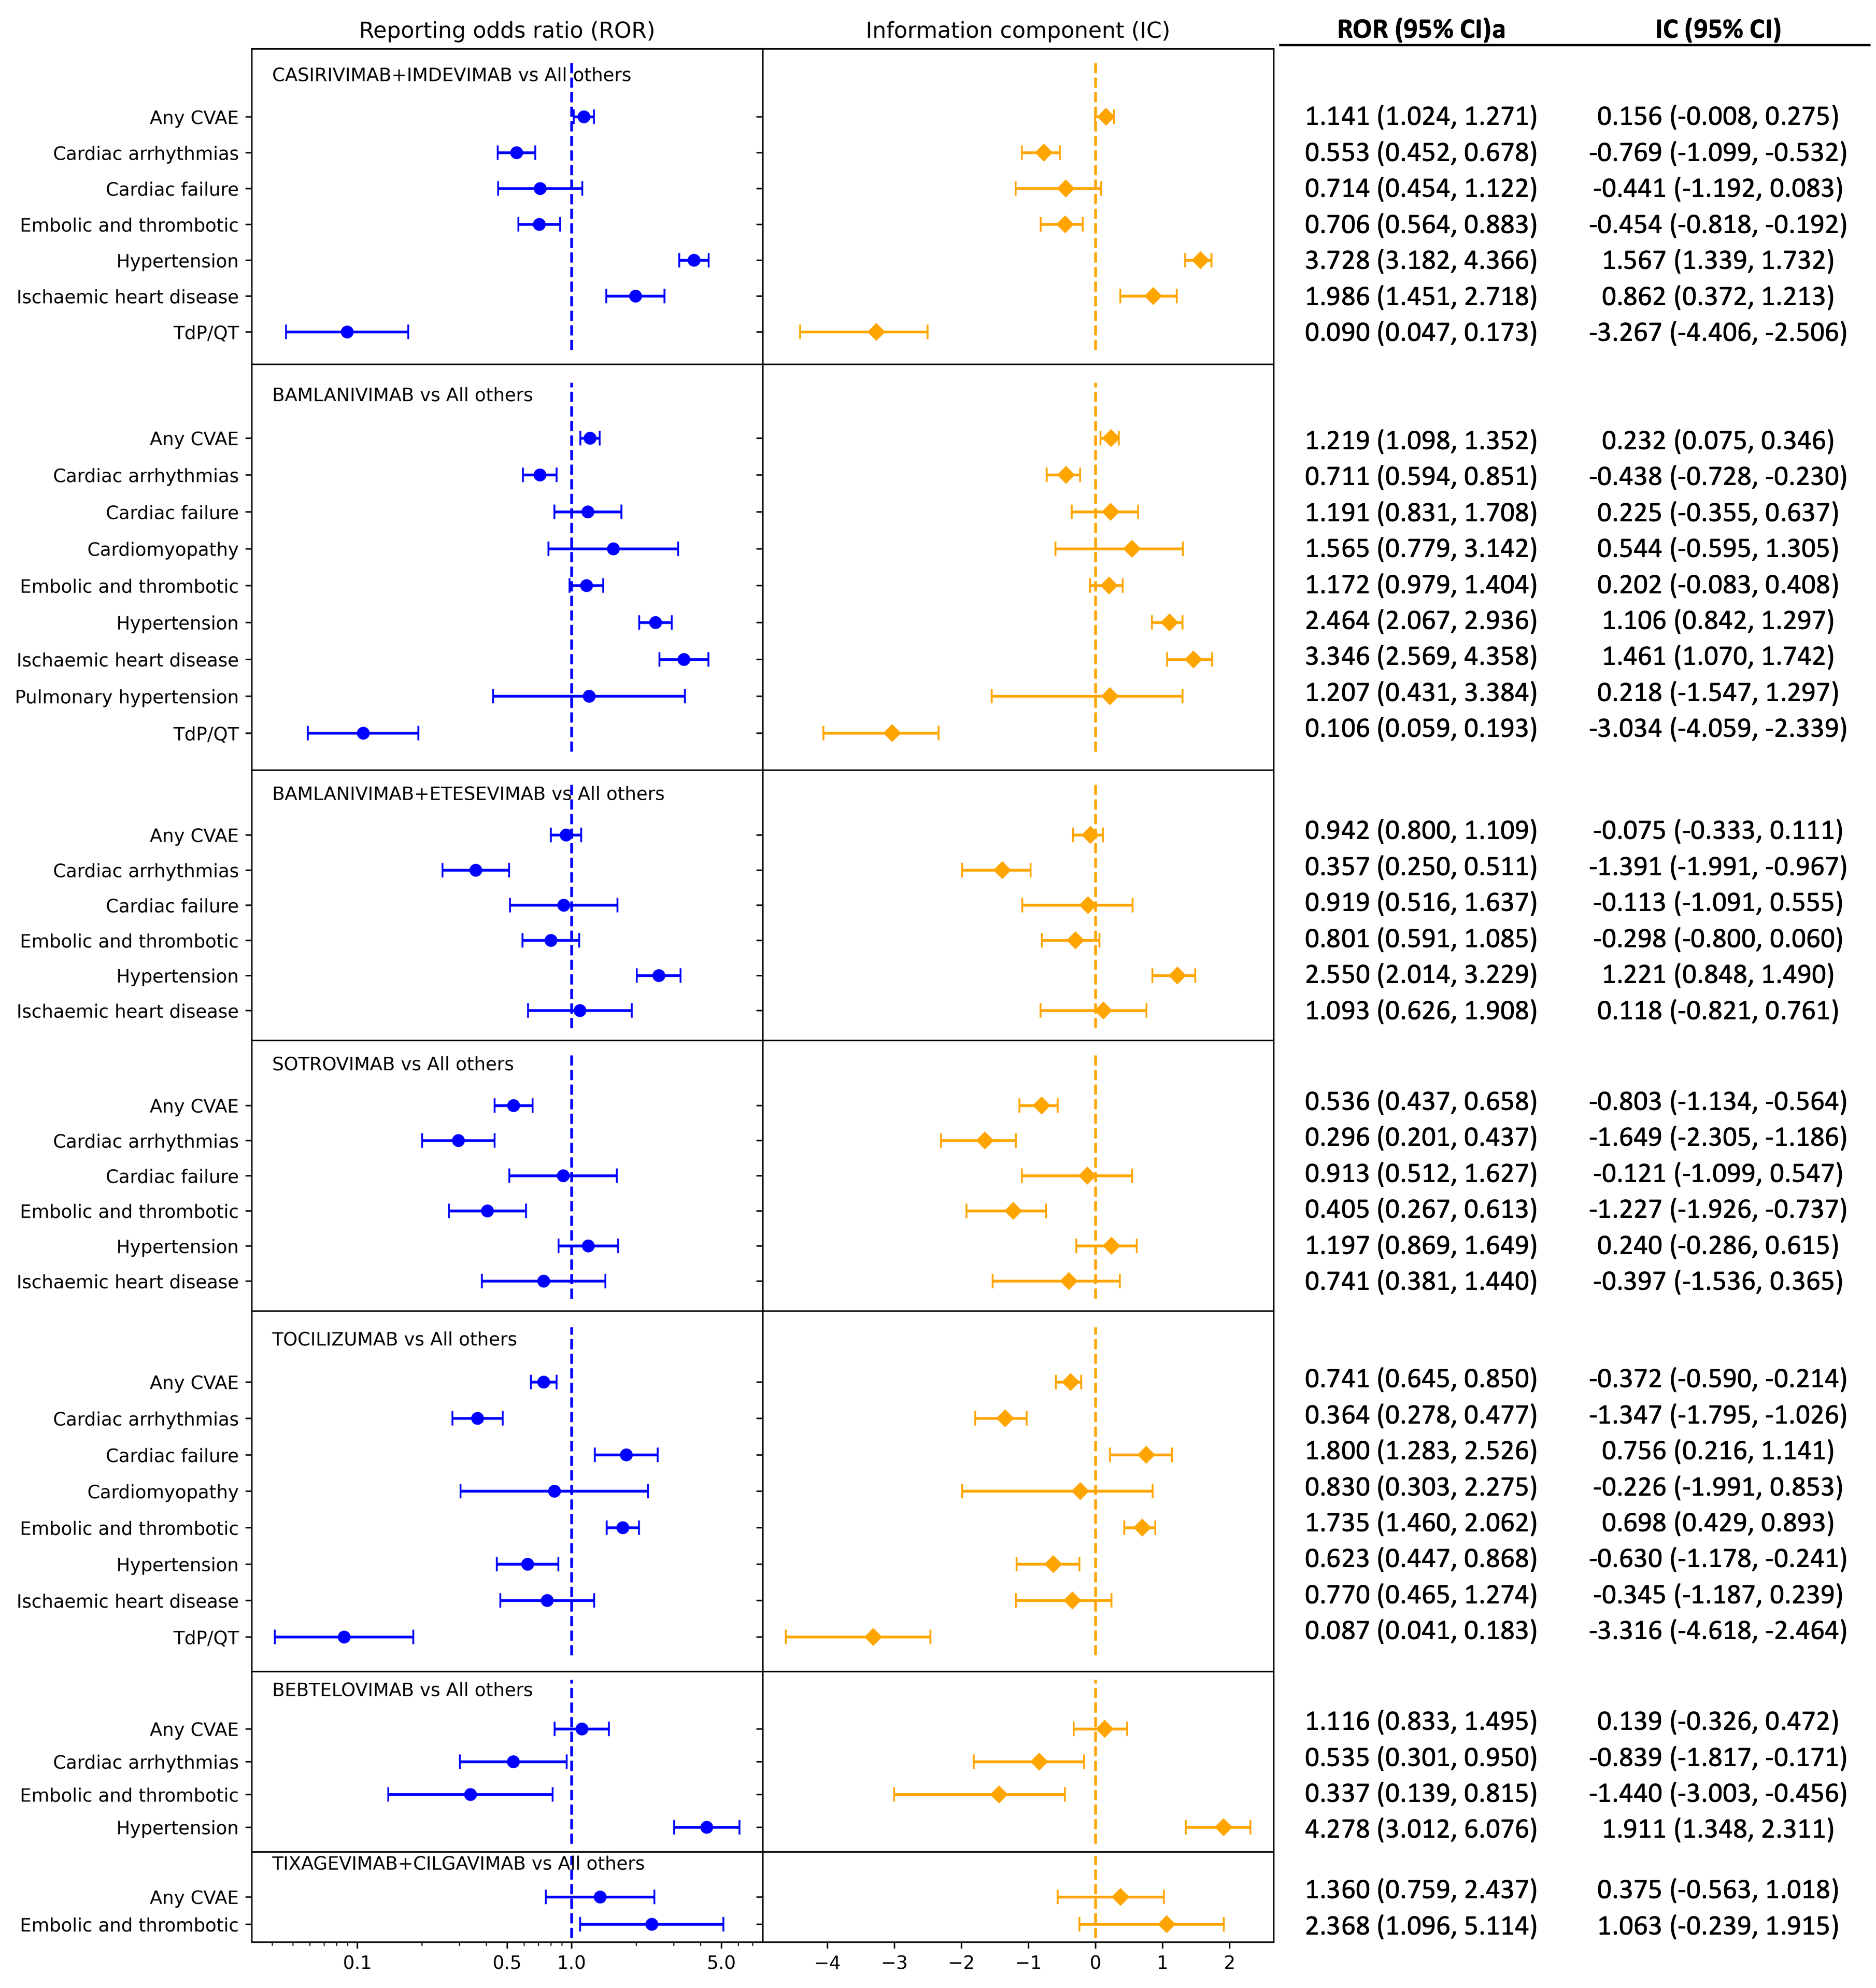 Reporting odds ratio (ROR) Information component (IC) ROR (95% CI)a IC (95% CI)
CASIRIVIMAB+IMDEVIMAB vs All others
Any CVAE 1.141 (1.024, 1.271) 0.156 (-0.008, 0.275)
Cardiac arrhythmias 0.553 (0.452, 0.678) -0.769 (-1.099, -0.532)
Cardiac failure 0.714 (0.454, 1.122) -0.441 (-1.192, 0.083)
Embolic and thrombotic 0.706 (0.564, 0.883) -0.454 (-0.818, -0.192)
Hypertension 3.728 (3.182, 4.366) 1.567 (1.339, 1.732)
Ischaemic heart disease 1.986 (1.451, 2.718) 0.862 (0.372, 1.213)
TdP/QT 0.090 (0.047, 0.173) -3.267 (-4.406, -2.506)
BAMLANIVIMAB vs All others
Any CVAE 1.219 (1.098, 1.352) 0.232 (0.075, 0.346)
Cardiac arrhythmias 0.711 (0.594, 0.851) -0.438 (-0.728, -0.230)
Cardiac failure 1.191 (0.831, 1.708) 0.225 (-0.355, 0.637)
Cardiomyopathy 1.565 (0.779, 3.142) 0.544 (-0.595, 1.305)
Embolic and thrombotic 1.172 (0.979, 1.404) 0.202 (-0.083, 0.408)
Hypertension 2.464 (2.067, 2.936) 1.106 (0.842, 1.297)
Ischaemic heart disease 3.346 (2.569, 4.358) 1.461 (1.070, 1.742)
Pulmonary hypertension 1.207 (0.431, 3.384) 0.218 (-1.547, 1.297)
TdP/QT 0.106 (0.059, 0.193) -3.034 (-4.059, -2.339)
BAMLANIVIMAB+ETESEVIMAB vs All others
Any CVAE 0.942 (0.800, 1.109) -0.075 (-0.333, 0.111)
Cardiac arrhythmias 0.357 (0.250, 0.511) -1.391 (-1.991, -0.967)
Cardiac failure 0.919 (0.516, 1.637) -0.113 (-1.091, 0.555)
Embolic and thrombotic 0.801 (0.591, 1.085) -0.298 (-0.800, 0.060)
Hypertension 2.550 (2.014, 3.229) 1.221 (0.848, 1.490)
Ischaemic heart disease 1.093 (0.626, 1.908) 0.118 (-0.821, 0.761)
SOTROVIMAB vs All others
Any CVAE 0.536 (0.437, 0.658) -0.803 (-1.134, -0.564)
Cardiac arrhythmias 0.296 (0.201, 0.437) -1.649 (-2.305, -1.186)
Cardiac failure 0.913 (0.512, 1.627) -0.121 (-1.099, 0.547)
Embolic and thrombotic 0.405 (0.267, 0.613) -1.227 (-1.926, -0.737)
Hypertension 1.197 (0.869, 1.649) 0.240 (-0.286, 0.615)
Ischaemic heart disease 0.741 (0.381, 1.440) -0.397 (-1.536, 0.365)
TOCILIZUMAB vs All others
Any CVAE 0.741 (0.645, 0.850) -0.372 (-0.590, -0.214)
Cardiac arrhythmias 0.364 (0.278, 0.477) -1.347 (-1.795, -1.026)
Cardiac failure 1.800 (1.283, 2.526) 0.756 (0.216, 1.141)
Cardiomyopathy 0.830 (0.303, 2.275) -0.226 (-1.991, 0.853)
Embolic and thrombotic 1.735 (1.460, 2.062) 0.698 (0.429, 0.893)
Hypertension 0.623 (0.447, 0.868) -0.630 (-1.178, -0.241)
Ischaemic heart disease 0.770 (0.465, 1.274) -0.345 (-1.187, 0.239)
TdP/QT 0.087 (0.041, 0.183) -3.316 (-4.618, -2.464)
BEBTELOVIMAB vs All others
Any CVAE 1.116 (0.833, 1.495) 0.139 (-0.326, 0.472)
Cardiac arrhythmias 0.535 (0.301, 0.950) -0.839 (-1.817, -0.171)
Embolic and thrombotic 0.337 (0.139, 0.815) -1.440 (-3.003, -0.456)
Hypertension 4.278 (3.012, 6.076) 1.911 (1.348, 2.311)
TIXAGEVIMAB+CILGAVIMAB vs All others
Any CVAE 1.360 (0.759, 2.437) 0.375 (-0.563, 1.018)
Embolic and thrombotic 2.368 (1.096, 5.114) 1.063 (-0.239, 1.915)
0.1 0.5 1.0 5.0 −4 −3 −2 −1 0 1 2